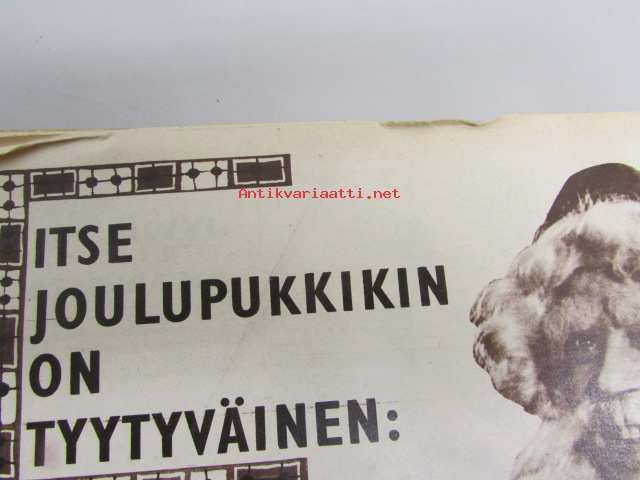 Antikvariaatti.net
ITSE
JOULUPUKKIKIN
ON
TYYTYVÄINEN: